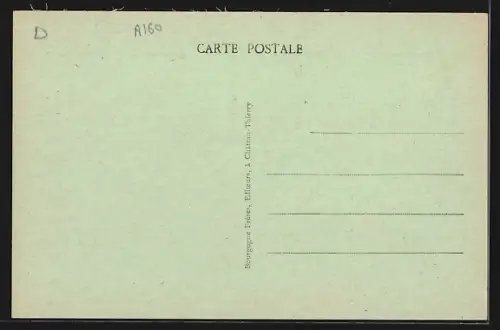 D
A160
CARTE POSTALE
Bourgogne Frères, Editeurs, à Château-Thierry